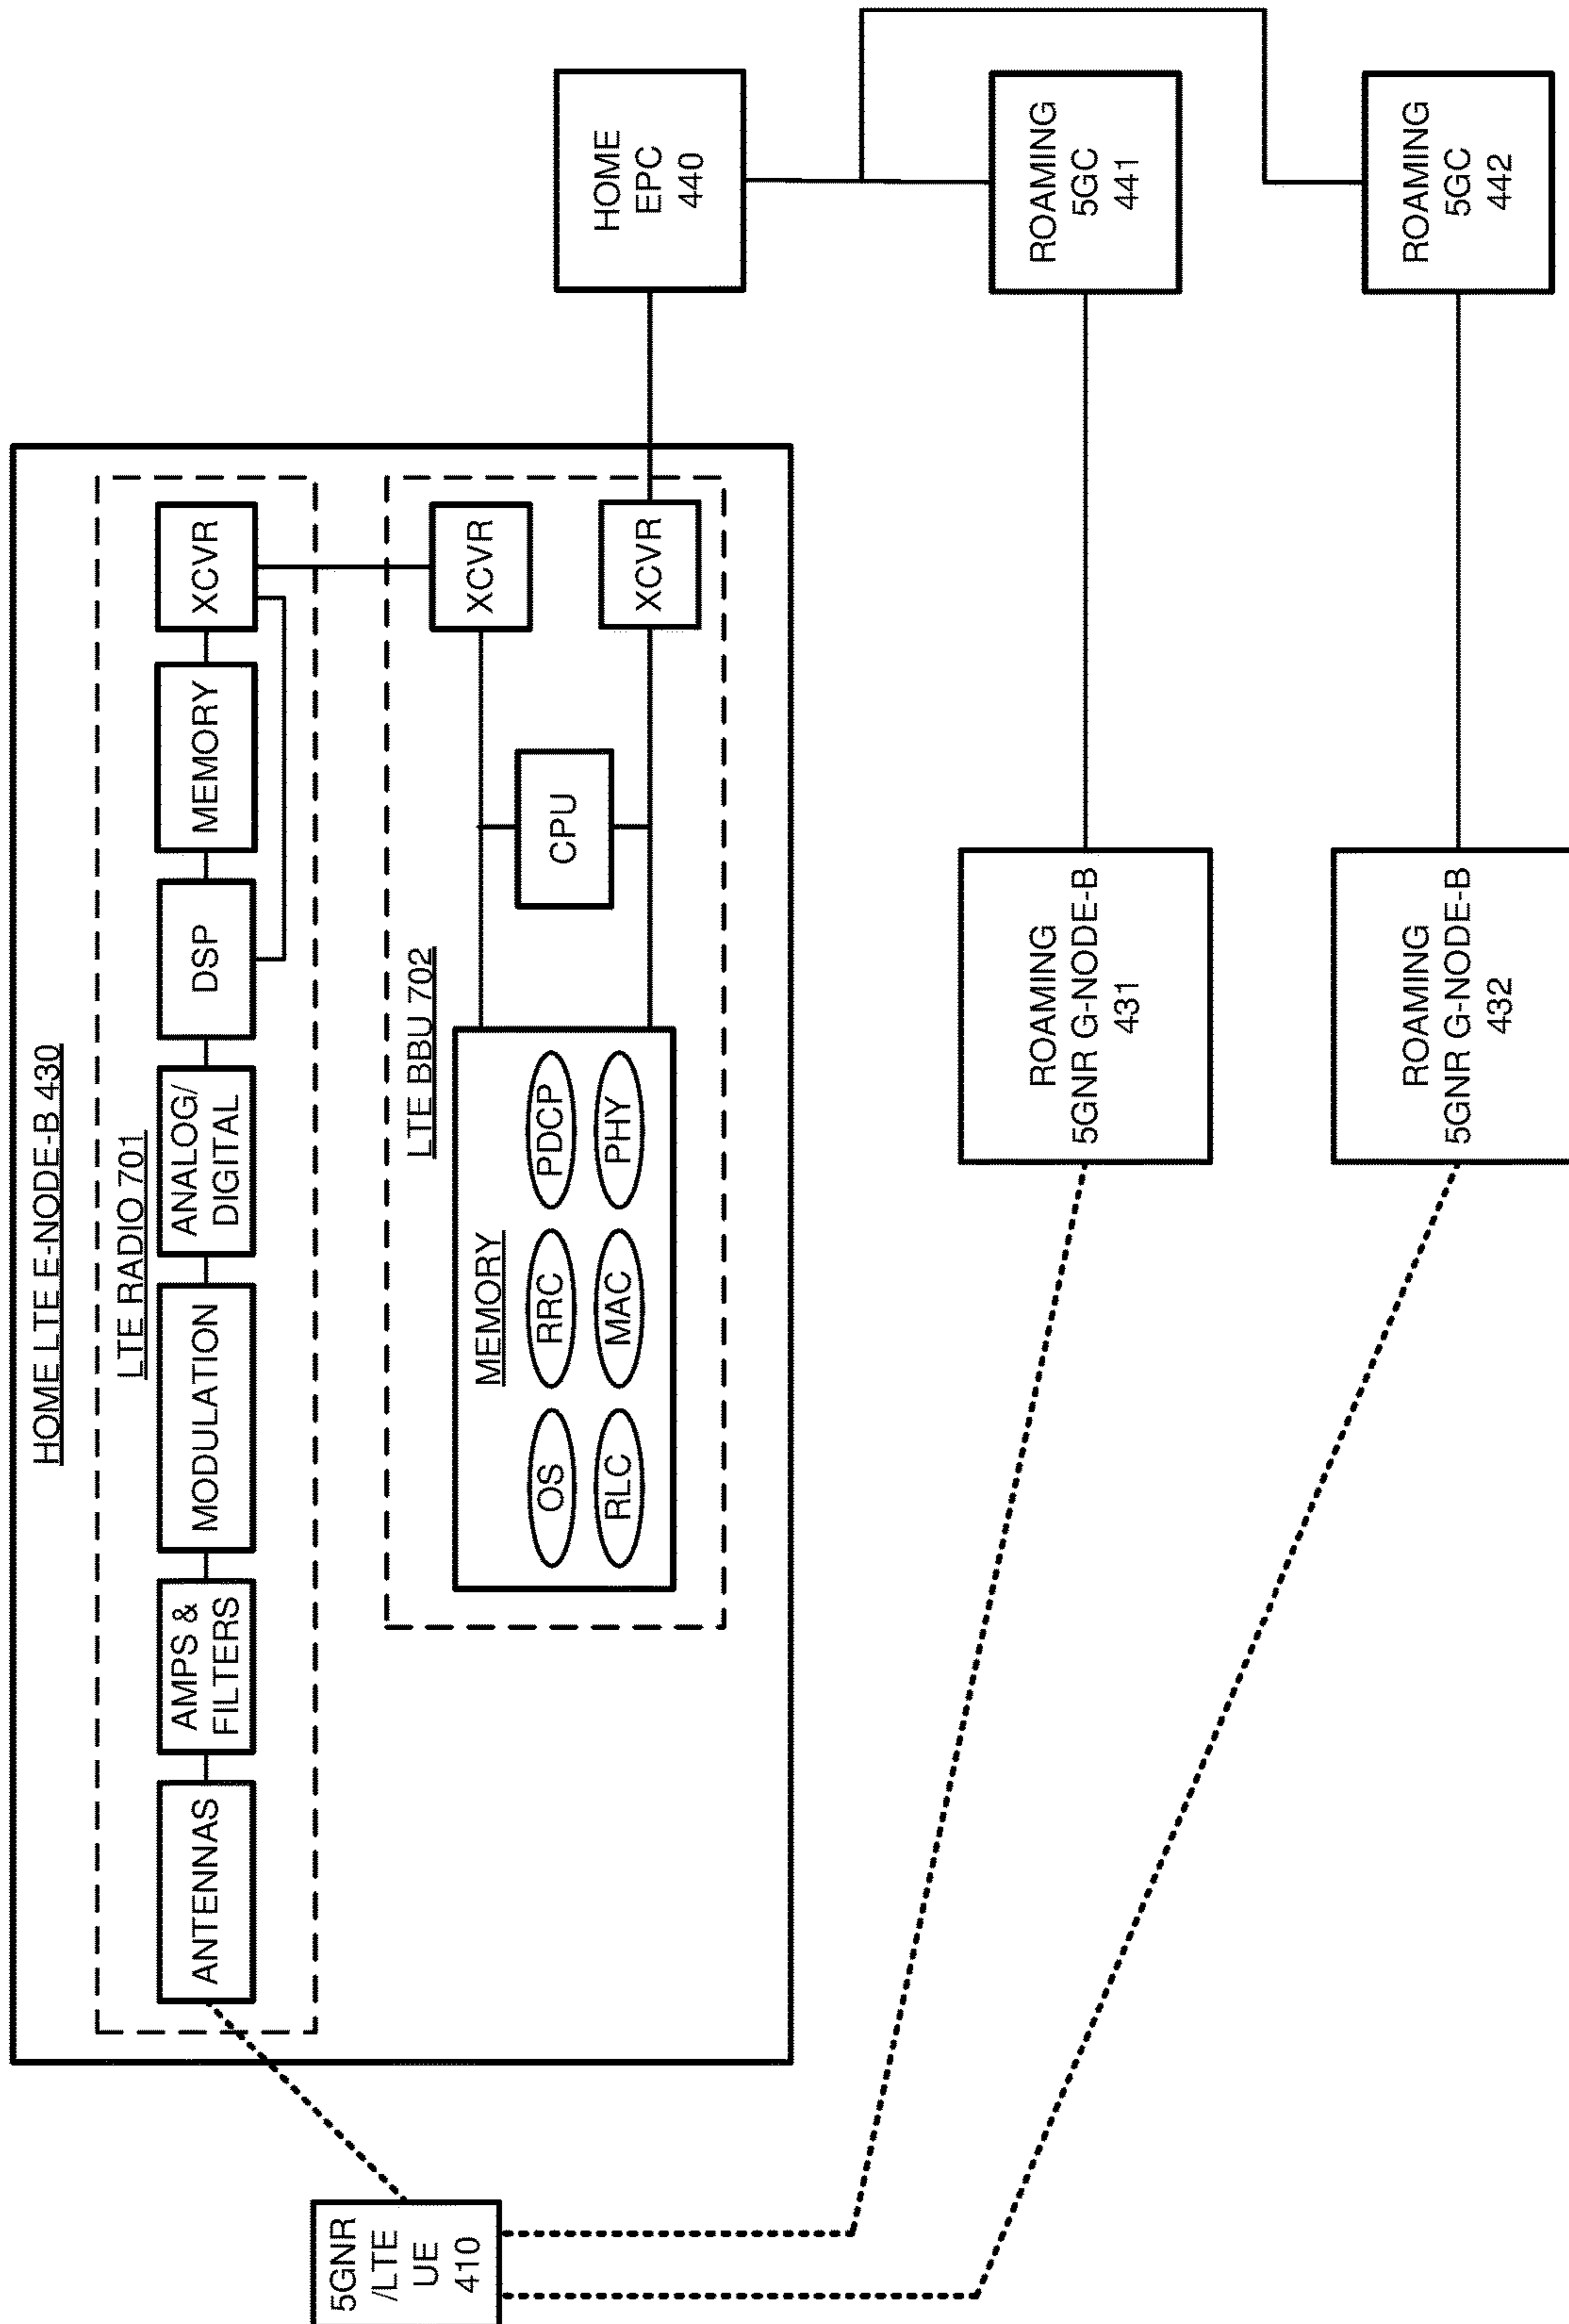 HOME LTE E-NODE-B 430
LTE RADIO 701
ANTENNAS
AMPS &
FILTERS
MODULATION
ANALOG/
DIGITAL
DSP
MEMORY
XCVR
LTE BBU 702
MEMORY
OS
RRC
PDCP
RLC
MAC
PHY
CPU
XCVR
XCVR
5GNR
/LTE
UE
410
HOME
EPC
440
ROAMING
5GNR G-NODE-B
431
ROAMING
5GC
441
ROAMING
5GNR G-NODE-B
432
ROAMING
5GC
442